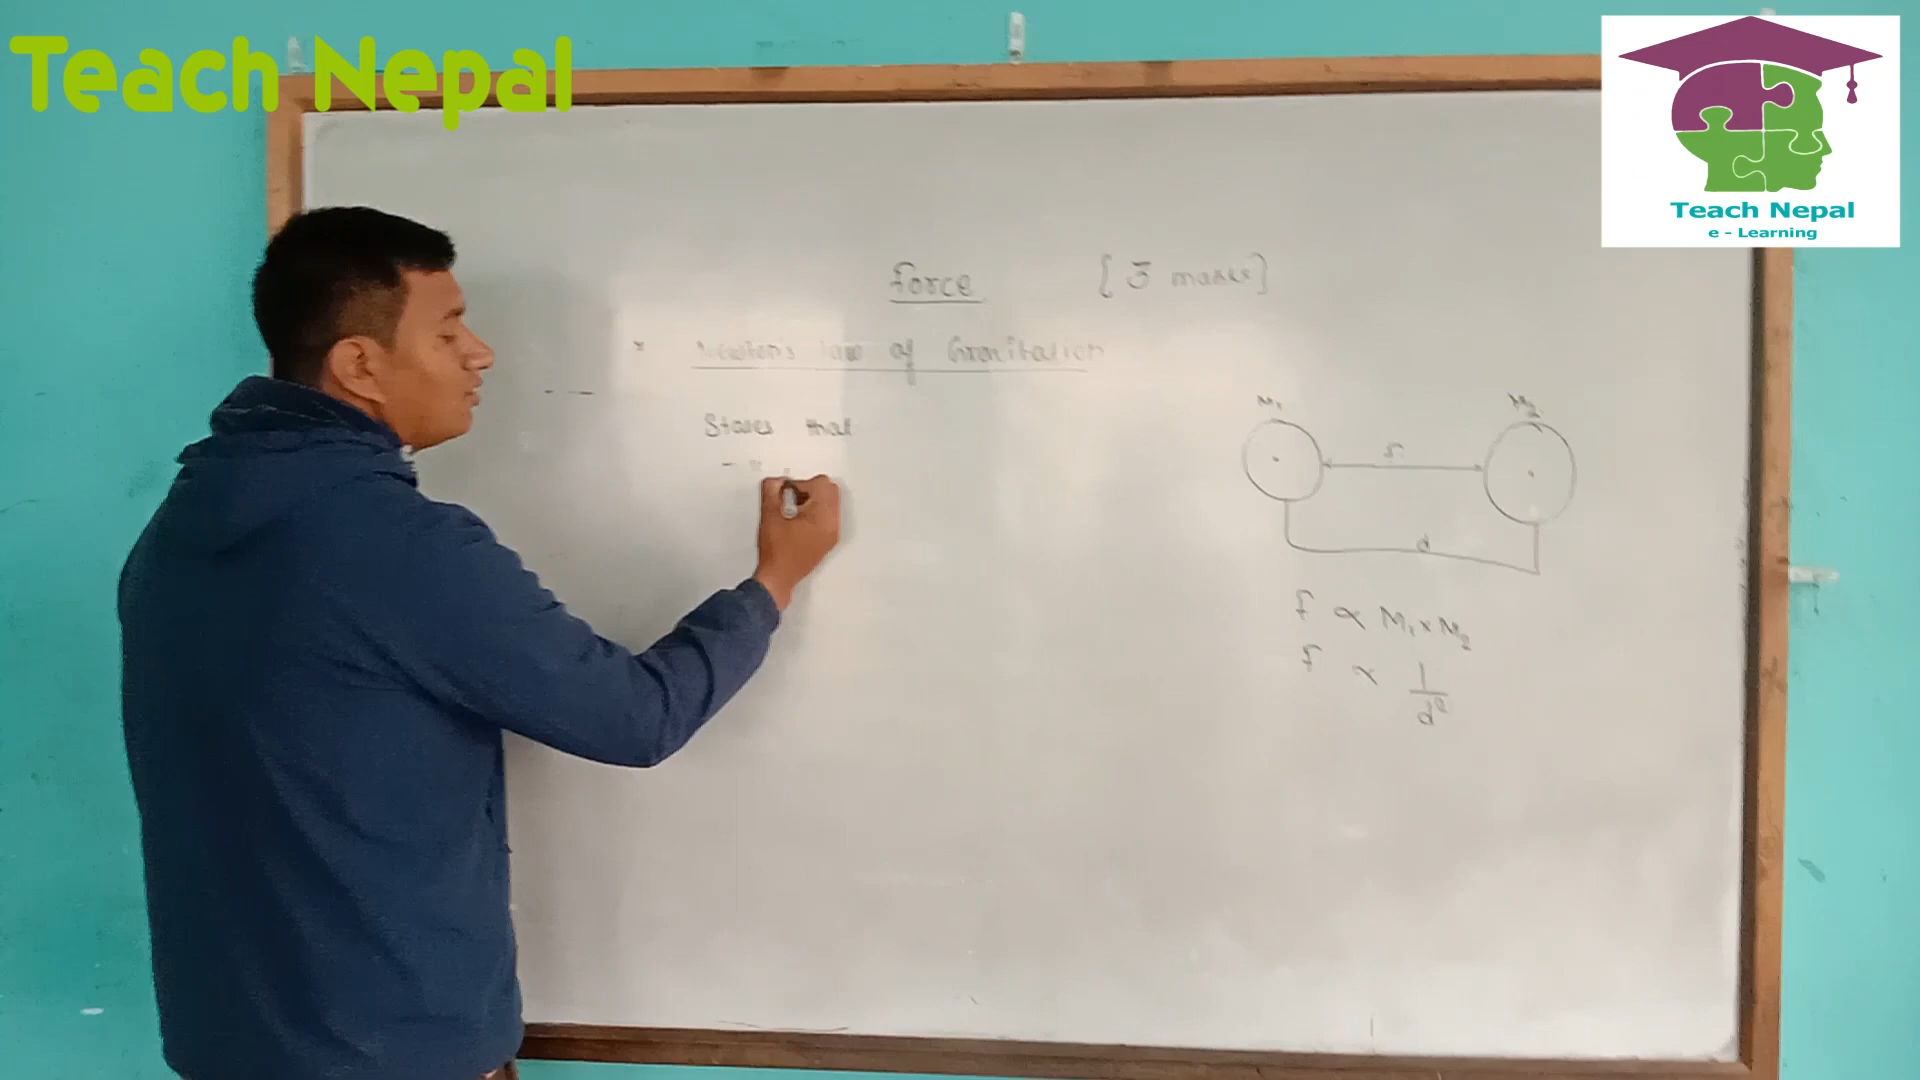 Teach Nepal
Teach Nepal
e - Learning
Force [3 marks]
* Newton's law of Gravitation
States that
M₁ M₂
F
d
F ∝ M₁ × M₂
F ∝ 1/d²